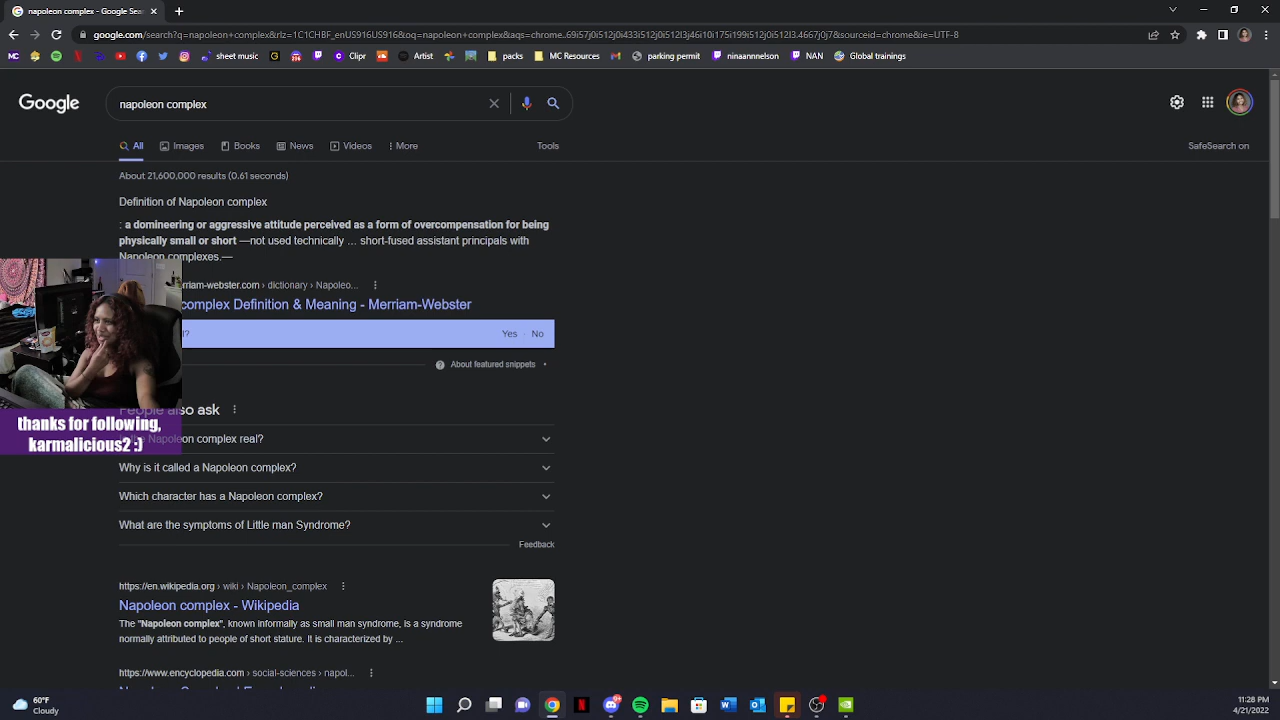 napoleon complex - Google Sea
google.com/search?q=napoleon+complex&rlz=1C1CHBF_enUS916US916&oq=napoleon+complex&aqs=chrome..69i57j0i512j0i433i512j0i512l3j46i10i175i199i512j0i512l3.4667j0j7&sourceid=chrome&ie=UTF-8
sheet music
Clipr
Artist
packs
MC Resources
parking permit
ninaannelson
NAN
Global trainings
Google
napoleon complex
All
Images
Books
News
Videos
More
Tools
SafeSearch on
About 21,600,000 results (0.61 seconds)
Definition of Napoleon complex
: a domineering or aggressive attitude perceived as a form of overcompensation for being
physically small or short —not used technically ... short-fused assistant principals with
Napoleon complexes.—
rriam-webster.com › dictionary › Napoleo...
complex Definition & Meaning - Merriam-Webster
l?
Yes · No
About featured snippets
People also ask
Napoleon complex real?
Why is it called a Napoleon complex?
Which character has a Napoleon complex?
What are the symptoms of Little man Syndrome?
Feedback
thanks for following,
karmalicious2 :)
https://en.wikipedia.org › wiki › Napoleon_complex
Napoleon complex - Wikipedia
The "Napoleon complex", known informally as small man syndrome, is a syndrome
normally attributed to people of short stature. It is characterized by ...
https://www.encyclopedia.com › social-sciences › napol...
60°F
Cloudy
11:28 PM
4/21/2022